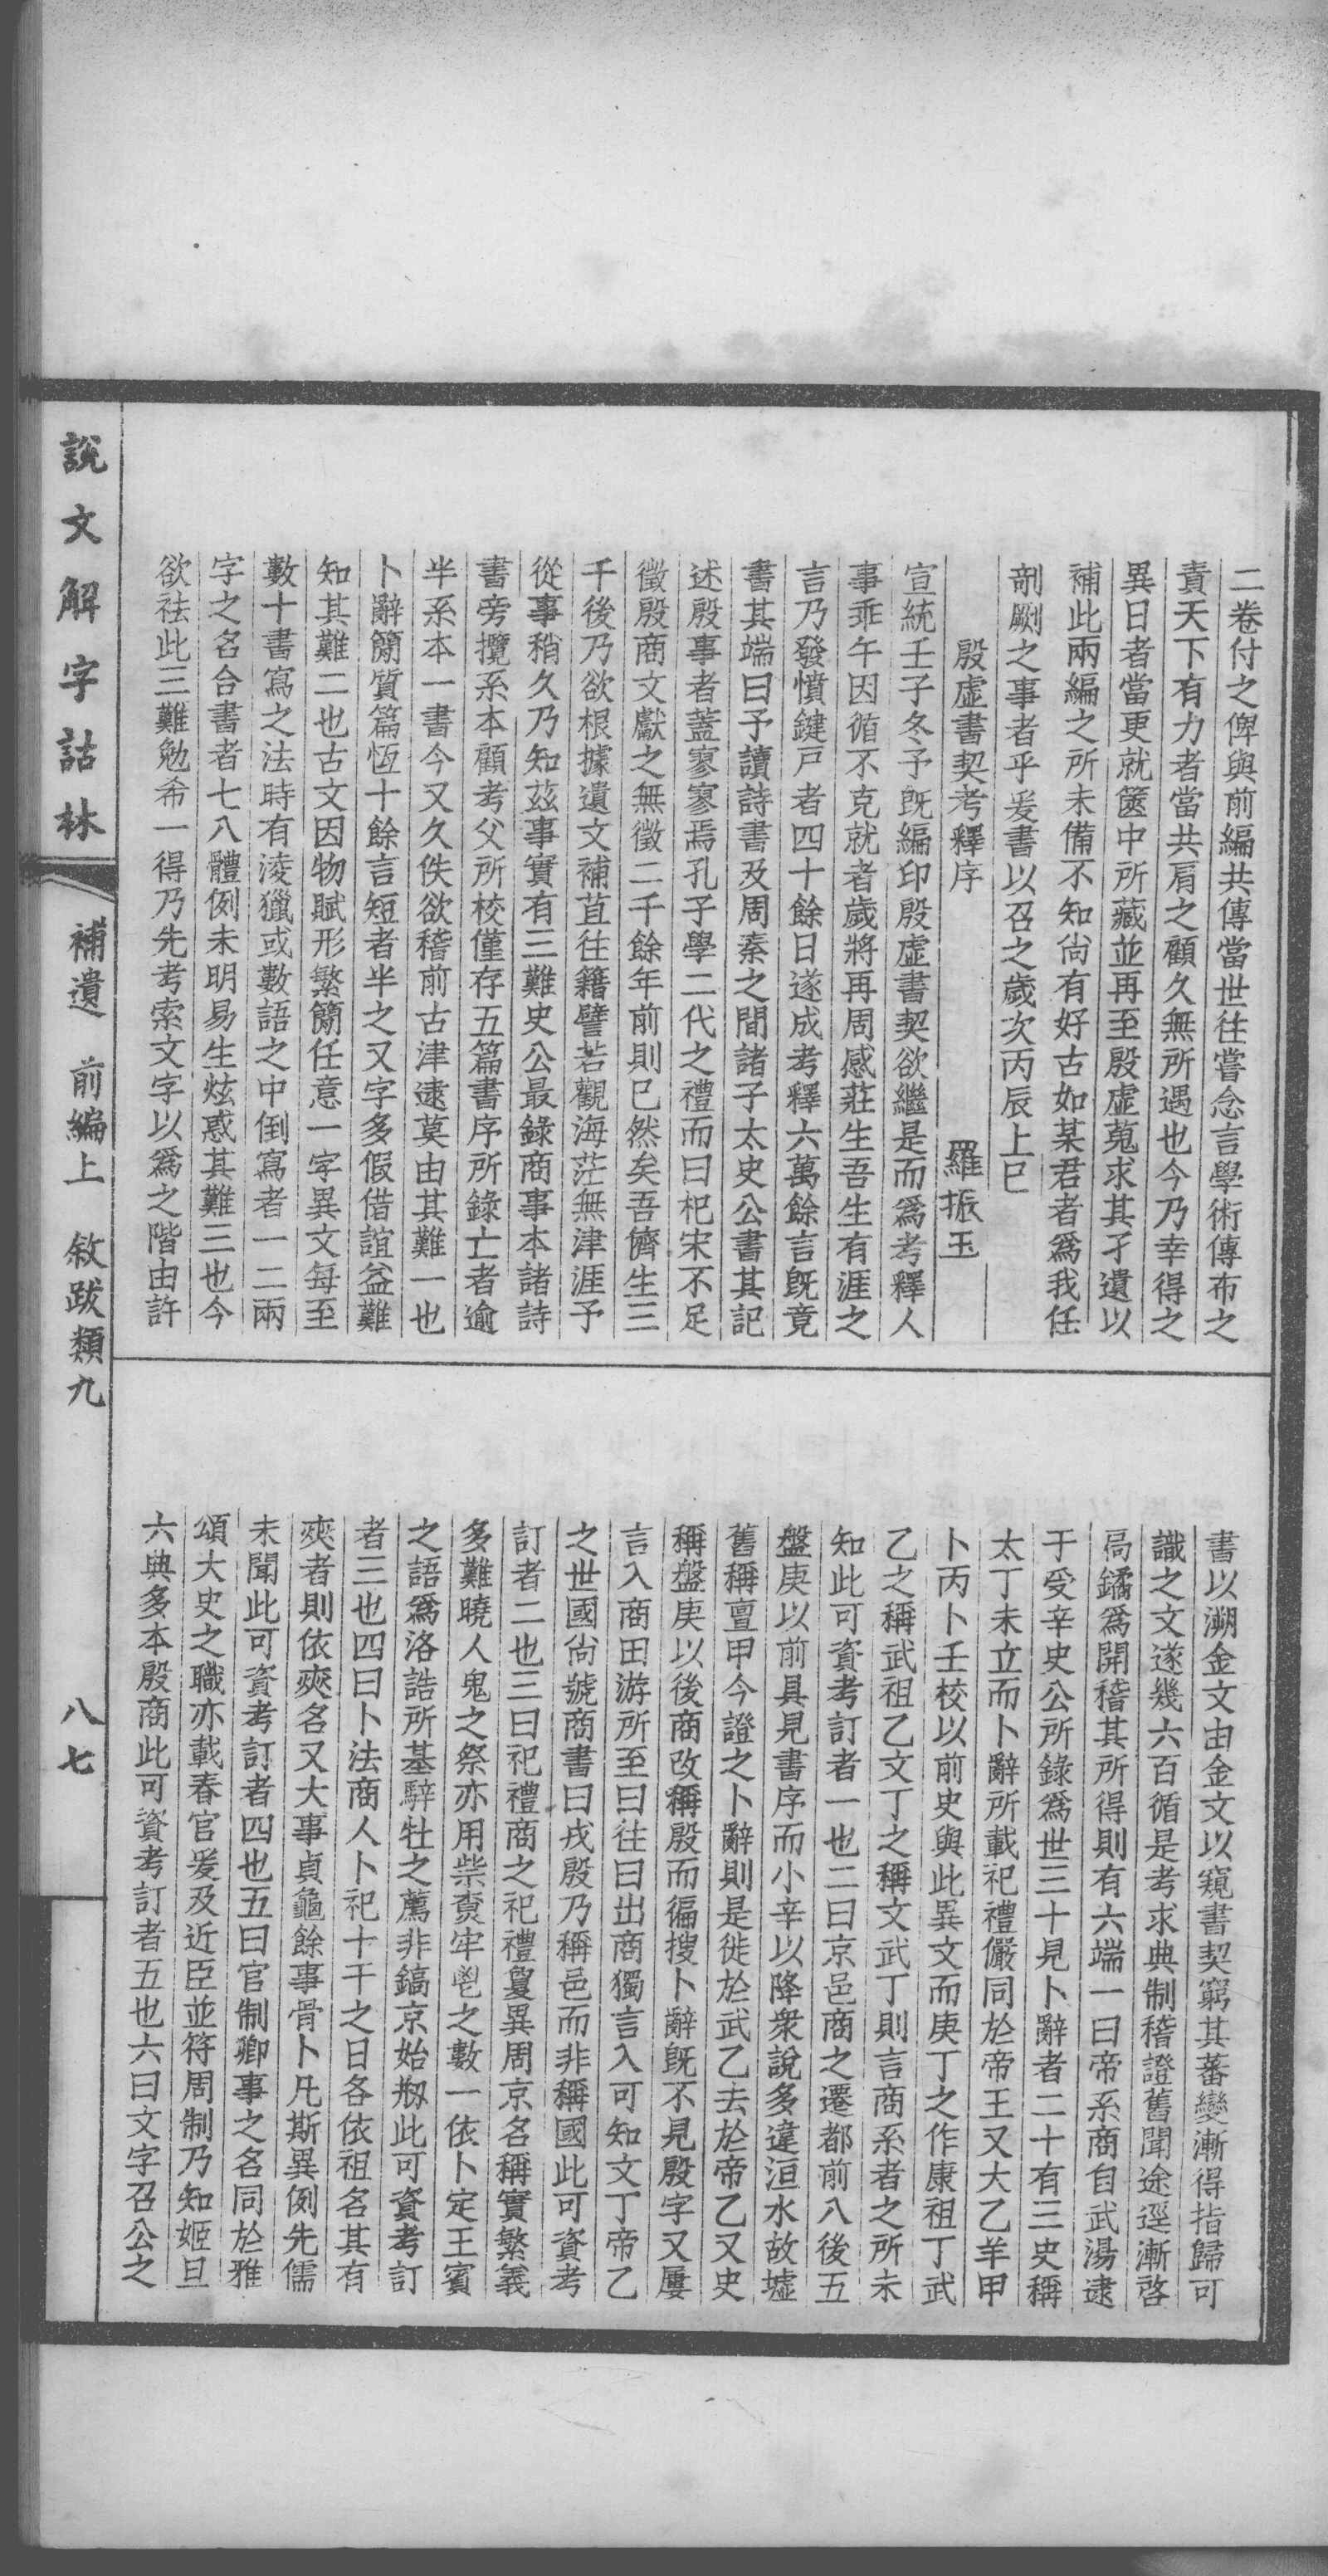 二卷付之俾與前編共傳當世往嘗念言學術傳布之
責天下有力者當共肩之顧久無所遇也今乃幸得之
異日者當更就篋中所藏並再至殷虛蒐求其孑遺以
補此兩編之所未備不知尙有好古如某君者爲我任
剞劂之事者乎爰書以召之歲次丙辰上巳
殷虛書契考釋序
羅振玉
宣統壬子冬予旣編印殷虛書契欲繼是而爲考釋人
事乖午因循不克就者歲將再周感莊生吾生有涯之
言乃發憤鍵戶者四十餘日遂成考釋六萬餘言旣竟
書其端曰予讀詩書及周秦之間諸子太史公書其記
述殷事者蓋寥寥焉孔子學二代之禮而曰杞宋不足
徵殷商文獻之無徵二千餘年前則已然矣吾儕生三
千後乃欲根據遺文補苴往籍譬若觀海茫無津涯予
從事稍久乃知茲事實有三難史公最錄商事本諸詩
書旁攬系本顧考父所校僅存五篇書序所錄亡者逾
半系本一書今又久佚欲稽前古津逮莫由其難一也
卜辭簡質篇恆十餘言短者半之又字多假借誼益難
知其難二也古文因物賦形繁簡任意一字異文每至
數十書寫之法時有淩獵或數語之中倒寫者一二兩
字之名合書者七八體例未明易生炫惑其難三也今
欲祛此三難勉希一得乃先考索文字以爲之階由許
書以溯金文由金文以窺書契窮其蕃變漸得指歸可
識之文遂幾六百循是考求典制稽證舊聞途逕漸啓
扃鐍爲開稽其所得則有六端一曰帝系商自武湯逮
于受辛史公所錄爲世三十見卜辭者二十有三史稱
太丁未立而卜辭所載祀禮儼同於帝王又大乙羊甲
卜丙卜壬校以前史與此異文而庚丁之作康祖丁武
乙之稱武祖乙文丁之稱文武丁則言商系者之所未
知此可資考訂者一也二曰京邑商之遷都前八後五
盤庚以前具見書序而小辛以降衆說多違洹水故墟
舊稱亶甲今證之卜辭則是徙於武乙去於帝乙又史
稱盤庚以後商改稱殷而徧搜卜辭旣不見殷字又屢
言入商田游所至曰往曰出商獨言入可知文丁帝乙
之世國尙號商書曰戎殷乃稱邑而非稱國此可資考
訂者二也三曰祀禮商之祀禮夐異周京名稱實繁義
多難曉人鬼之祭亦用柴寮牢鬯之數一依卜定王賓
之語爲洛誥所基騂牡之薦非鎬京始剏此可資考訂
者三也四曰卜法商人卜祀十干之日各依祖名其有
奭者則依奭名又大事貞龜餘事骨卜凡斯異例先儒
未聞此可資考訂者四也五曰官制卿事之名同於雅
頌大史之職亦載春官爰及近臣並符周制乃知姬旦
六典多本殷商此可資考訂者五也六曰文字召公之
說文解字詁林
補遺　前編上　敘跋類九
八七